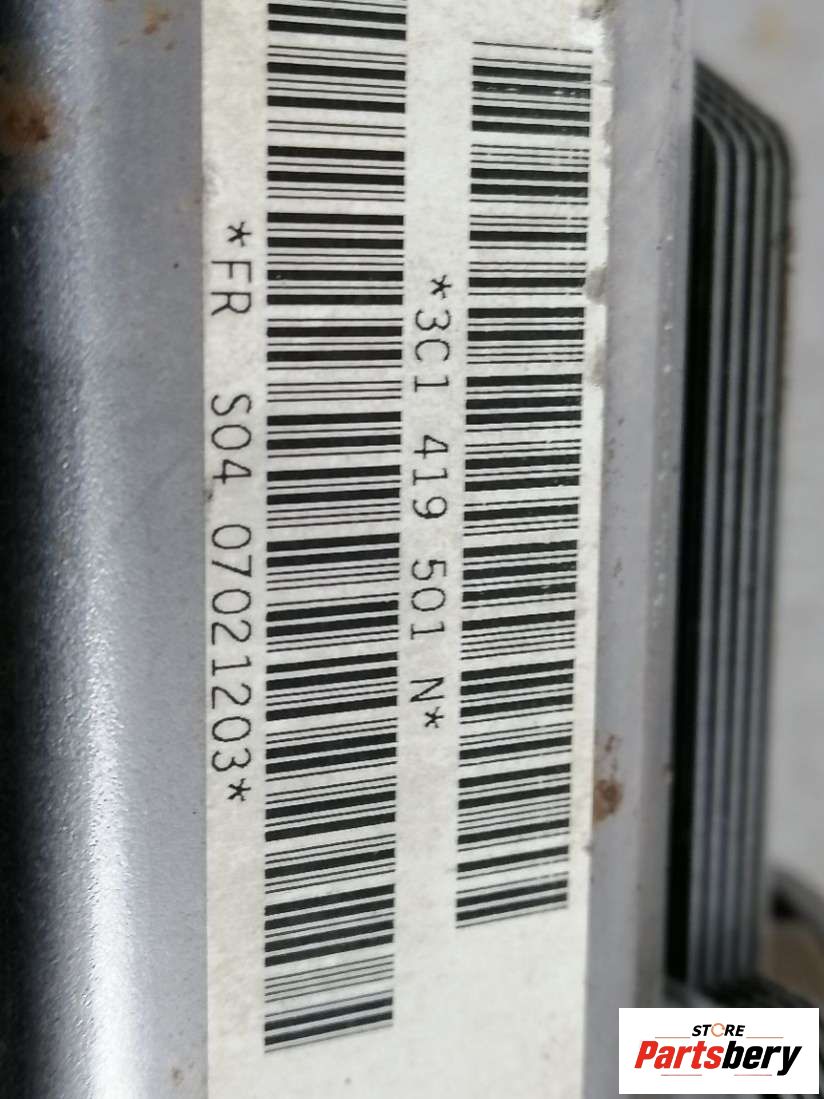 *3C1 419 501 N*
*FR S04 07021203*
STORE
Partsbery